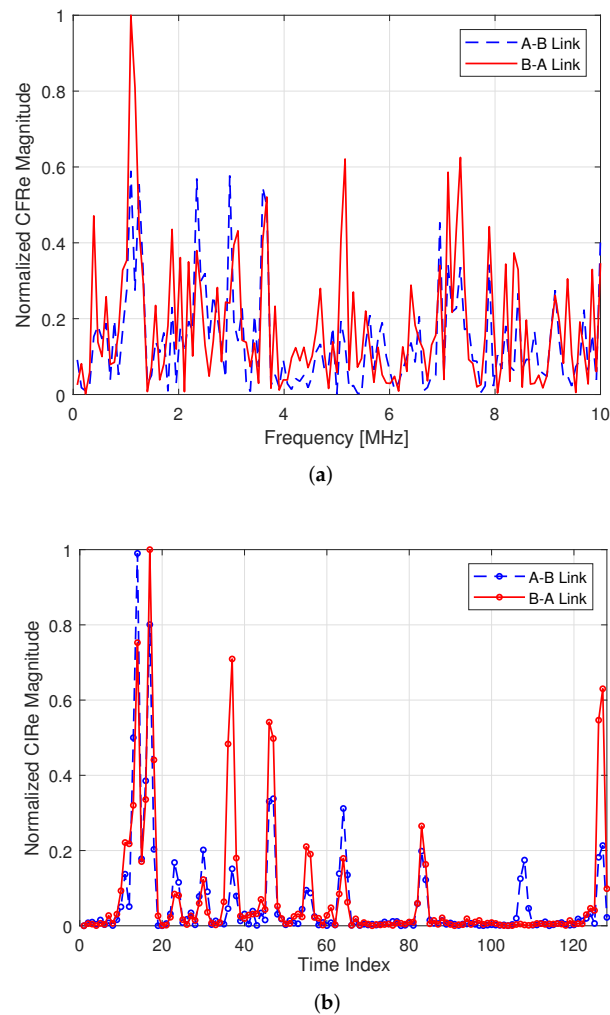 1
0.8
0.6
0.4
0.2
0
Normalized CFRe Magnitude
A-B Link
B-A Link
0 2 4 6 8 10
Frequency [MHz]
(a)
1
0.8
0.6
0.4
0.2
0
Normalized CIRe Magnitude
A-B Link
B-A Link
0 20 40 60 80 100 120
Time Index
(b)